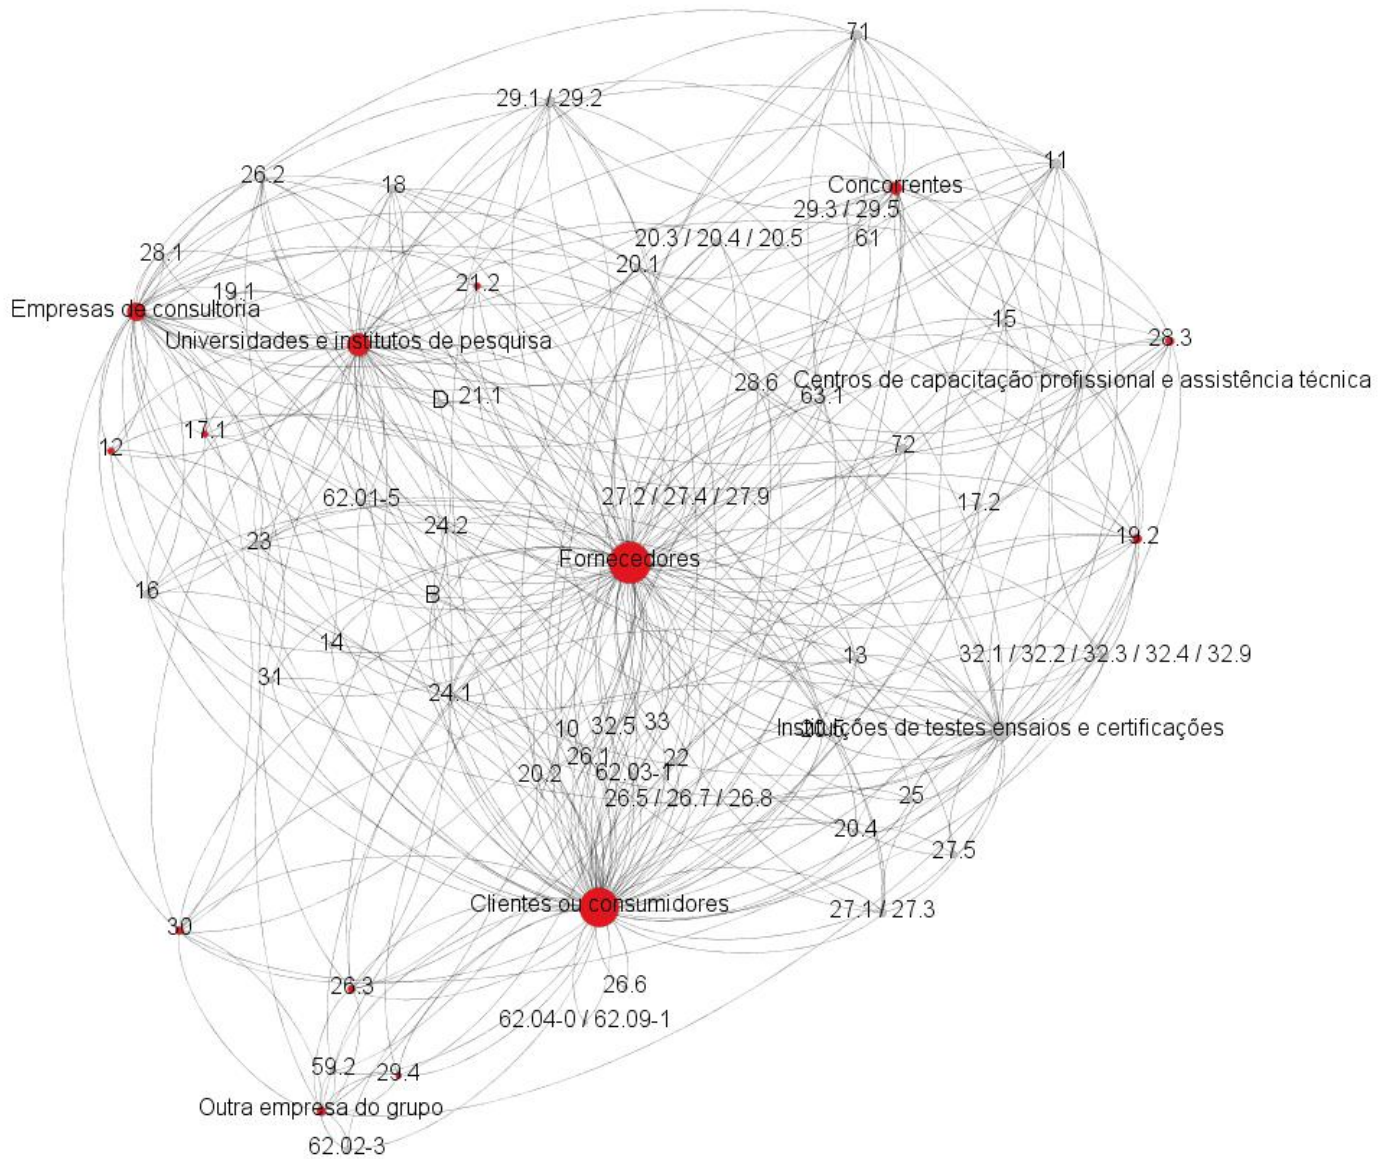 71
29.1 / 29.2
11
26.2
18
Concorrentes
29.3 / 29.5
20.3 / 20.4 / 20.5
61
28.1
20.1
21.2
19.1
Empresas de consultoria
15
28.3
Universidades e institutos de pesquisa
28.6
Centros de capacitação profissional e assistência técnica
63.1
D
21.1
17.1
12
72
62.01-5
27.2 / 27.4 / 27.9
17.2
24.2
19.2
23
Fornecedores
16
B
14
13
32.1 / 32.2 / 32.3 / 32.4 / 32.9
31
24.1
10
32.5
33
Instituições de testes ensaios e certificações
26.1
22
20.2
62.03-1
26.5 / 26.7 / 26.8
25
20.4
27.5
Clientes ou consumidores
27.1 / 27.3
30
26.3
26.6
62.04-0 / 62.09-1
59.2
29.4
Outra empresa do grupo
62.02-3